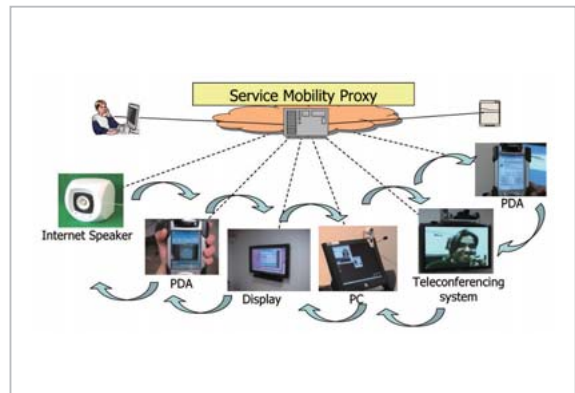 Service Mobility Proxy
PDA
Internet Speaker
PDA
Display
PC
Teleconferencing
system